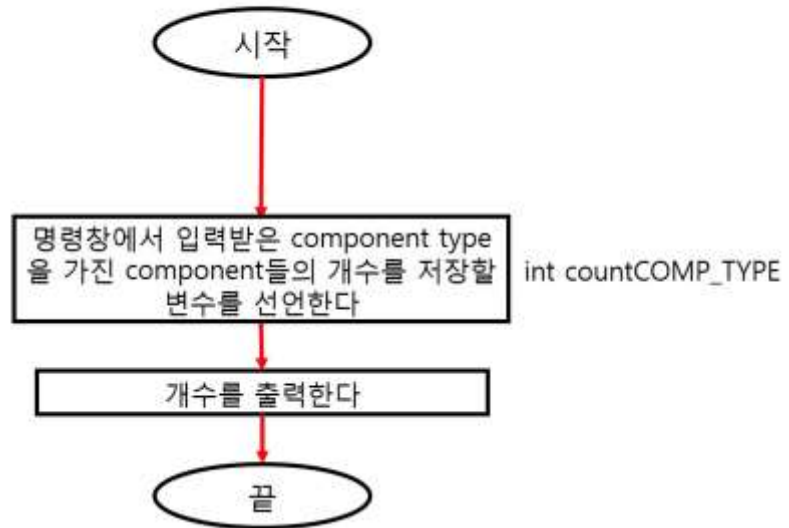 시작
명령창에서 입력받은 component type
을 가진 component들의 개수를 저장할
변수를 선언한다
int countCOMP_TYPE
개수를 출력한다
끝